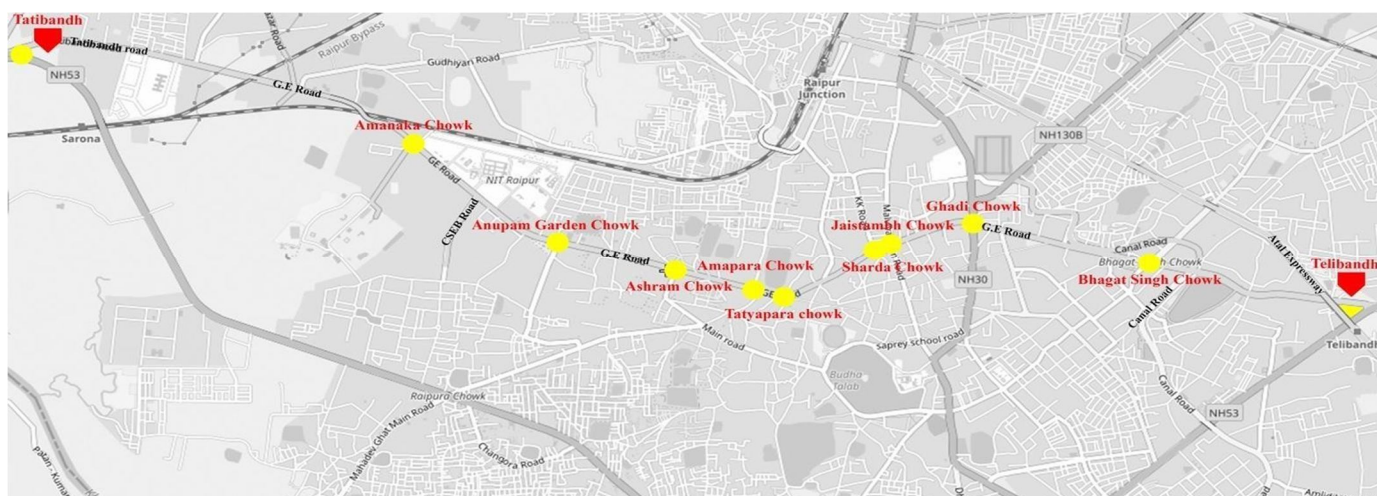 Tatibandh
Tatibandh road
NH53
Raipur Bypass
Gudhiyari Road
G.E Road
Sarona
Amanaka Chowk
GE Road
NIT Raipur
CSEB Road
Raipur
Junction
NH130B
Anupam Garden Chowk
G.E Road
Ashram Chowk
Amapara Chowk
Tatyapara chowk
KK Road
Jaistambh Chowk
Sharda Chowk
Ghadi Chowk
G.E Road
NH30
Canal Road
Bhagat Singh Chowk
Canal Road
Atal Expressway
Telibandh
Telibandh
Main road
saprey school road
Budha
Talab
Raipura Chowk
Mahadev Ghat Main Road
Changora Road
Canal Road
NH53